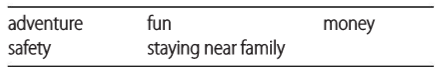 adventure fun money
safety staying near family